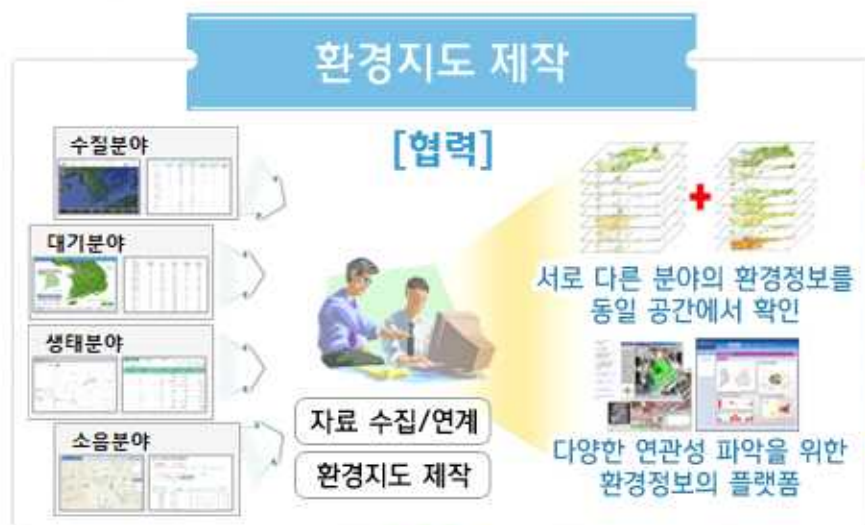 환경지도 제작
[협력]
수질분야
대기분야
생태분야
소음분야
자료 수집/연계
환경지도 제작
서로 다른 분야의 환경정보를
동일 공간에서 확인
다양한 연관성 파악을 위한
환경정보의 플랫폼